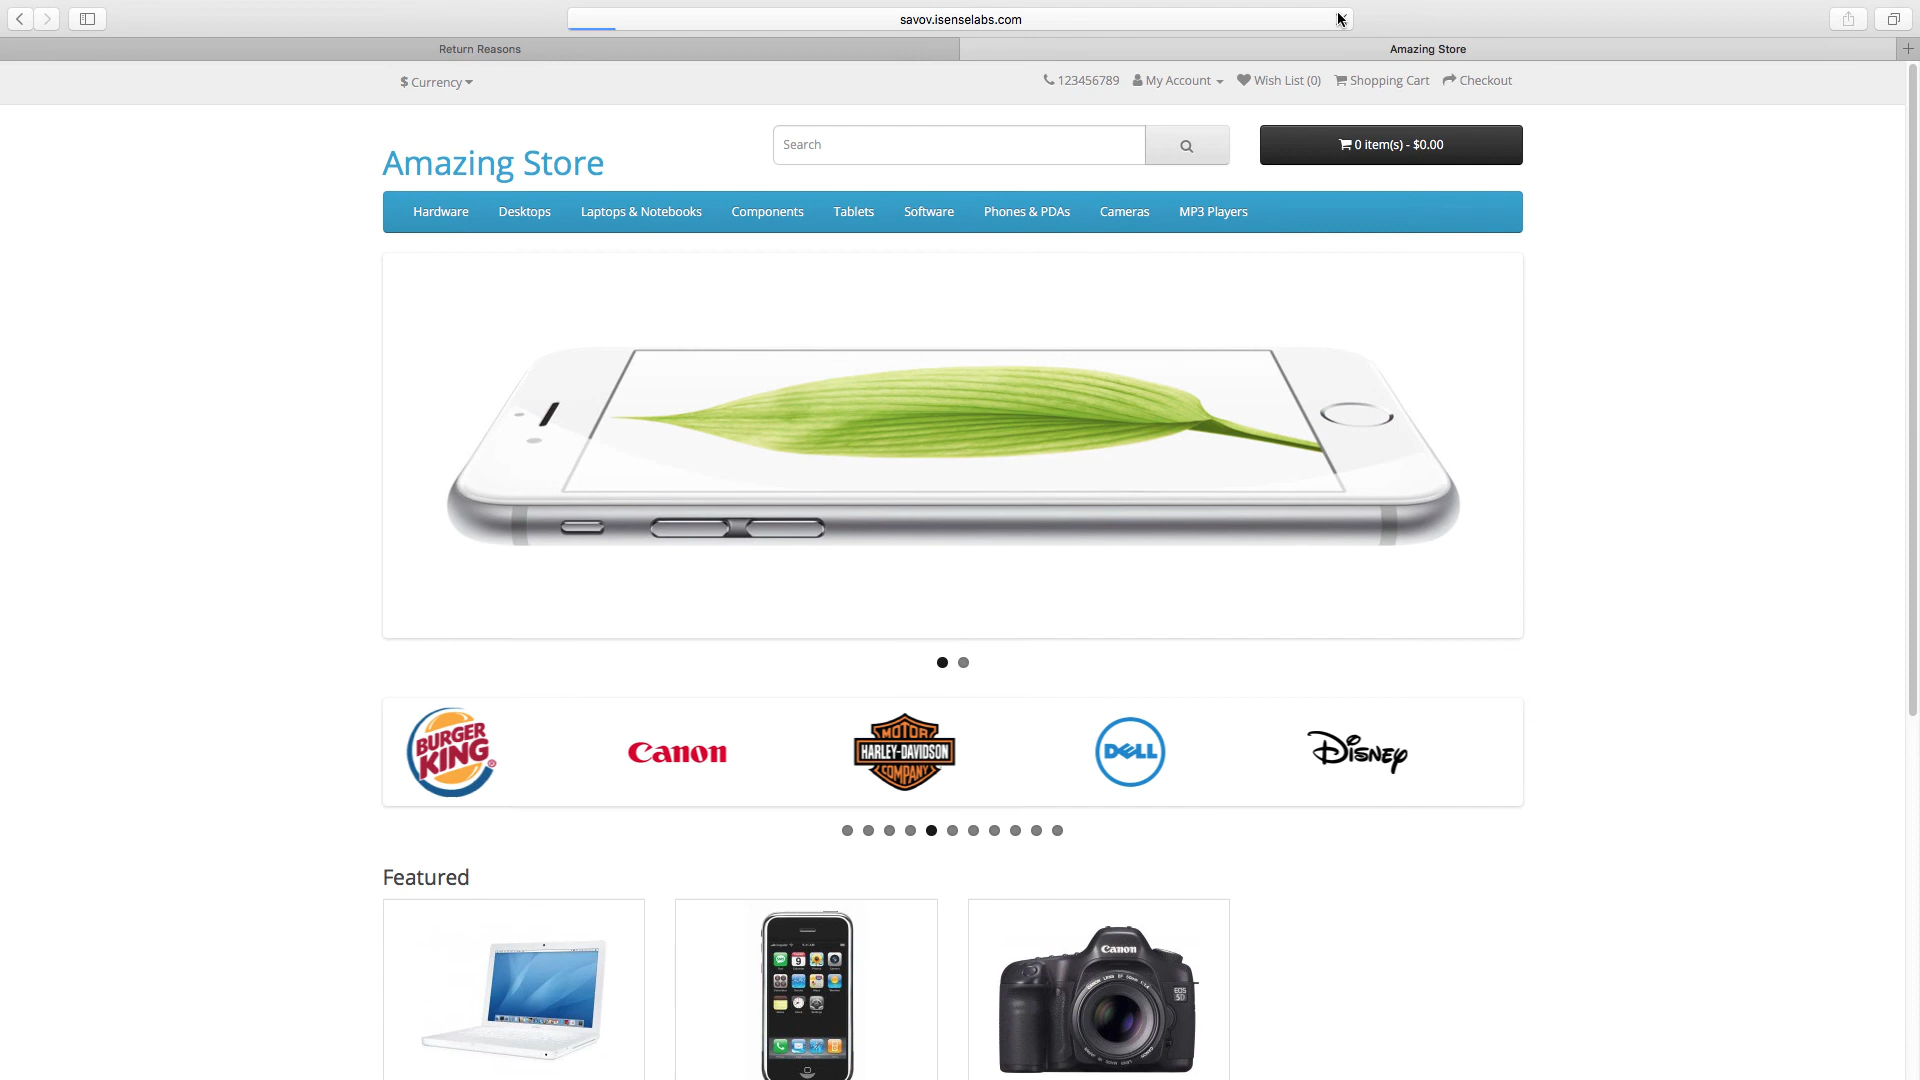 savov.isenselabs.com
Return Reasons
Amazing Store
$ Currency
123456789 My Account Wish List (0) Shopping Cart Checkout
Amazing Store
Search
0 item(s) - $0.00
Hardware Desktops Laptops & Notebooks Components Tablets Software Phones & PDAs Cameras MP3 Players
BURGER KING
Canon
MOTOR HARLEY-DAVIDSON COMPANY
DELL
Disney
Featured
Canon
EOS
5D